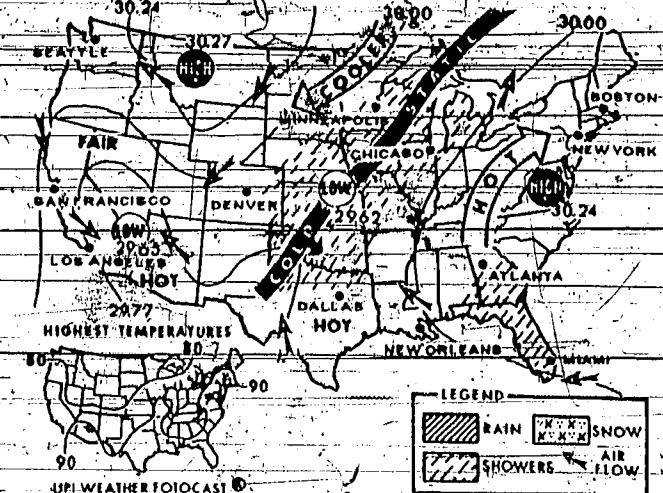 30.24
30.00
30.00
SEATTLE
30.27
HIGH
COOLER
MINNEAPOLIS
BOSTON
NEW YORK
FAIR
CHICAGO
HOT
HIGH
30.24
SAN FRANCISCO
DENVER
LOW
29.62
LOW
29.63
LOS ANGELES
HOT
COLD
ATLANTA
29.77
DALLAS
HOT
NEW ORLEANS
MIAMI
HIGHEST TEMPERATURES
80
80
90
90
LEGEND
RAIN
SNOW
SHOWERS
AIR FLOW
UPI WEATHER FOTOCAST